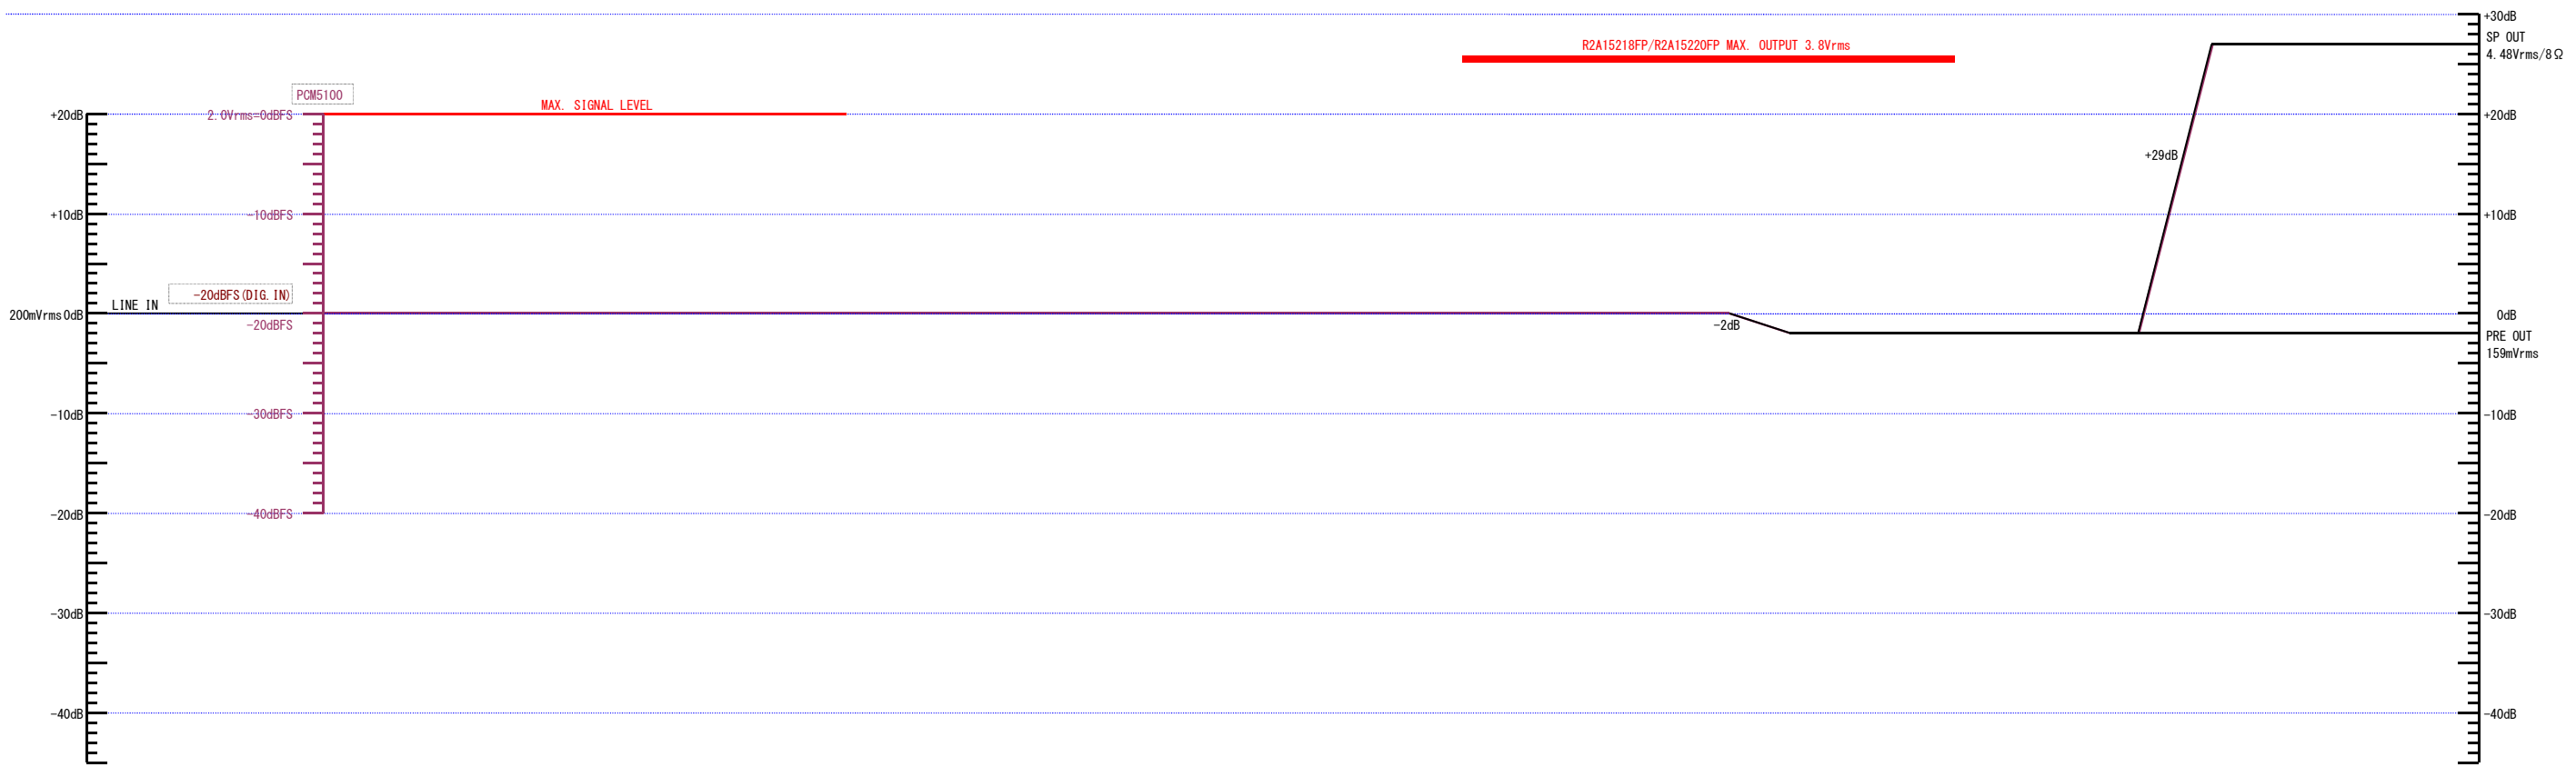 +30dB
R2A15218FP/R2A15220FP MAX. OUTPUT 3.8Vrms
SP OUT
4.48Vrms/8Ω
PCM5100
MAX. SIGNAL LEVEL
+20dB
2.0Vrms=0dBFS
+20dB
+29dB
+10dB
-10dBFS
+10dB
-20dBFS(DIG.IN)
LINE IN
200mVrms 0dB
-20dBFS
-2dB
0dB
PRE OUT
159mVrms
-10dB
-30dBFS
-10dB
-20dB
-40dBFS
-20dB
-30dB
-30dB
-40dB
-40dB